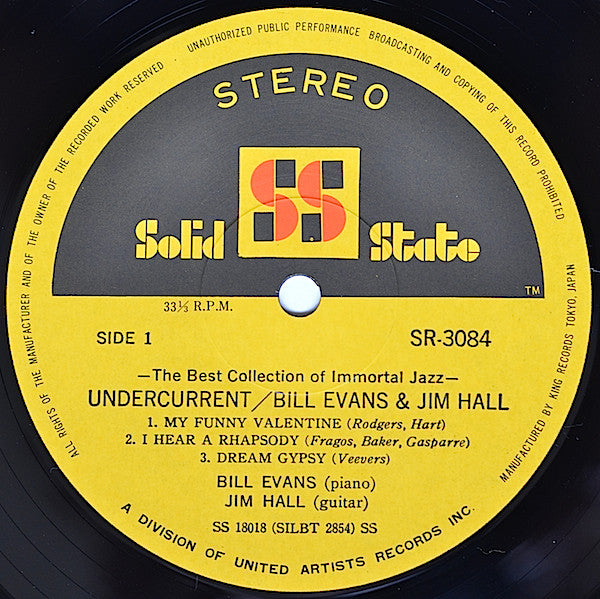 ALL RIGHTS OF THE MANUFACTURER AND OF THE OWNER OF THE RECORDED WORK RESERVED
UNAUTHORIZED PUBLIC PERFORMANCE BROADCASTING AND COPYING OF THIS RECORD PROHIBITED
STEREO
SS
Solid State
TM
33⅓ R.P.M.
SIDE 1 SR-3084
—The Best Collection of Immortal Jazz—
UNDERCURRENT/BILL EVANS & JIM HALL
1. MY FUNNY VALENTINE (Rodgers, Hart)
2. I HEAR A RHAPSODY (Fragos, Baker, Gasparre)
3. DREAM GYPSY (Veevers)
BILL EVANS (piano)
JIM HALL (guitar)
SS 18018 (SILBT 2854) SS
A DIVISION OF UNITED ARTISTS RECORDS INC.
MANUFACTURED BY KING RECORDS TOKYO, JAPAN